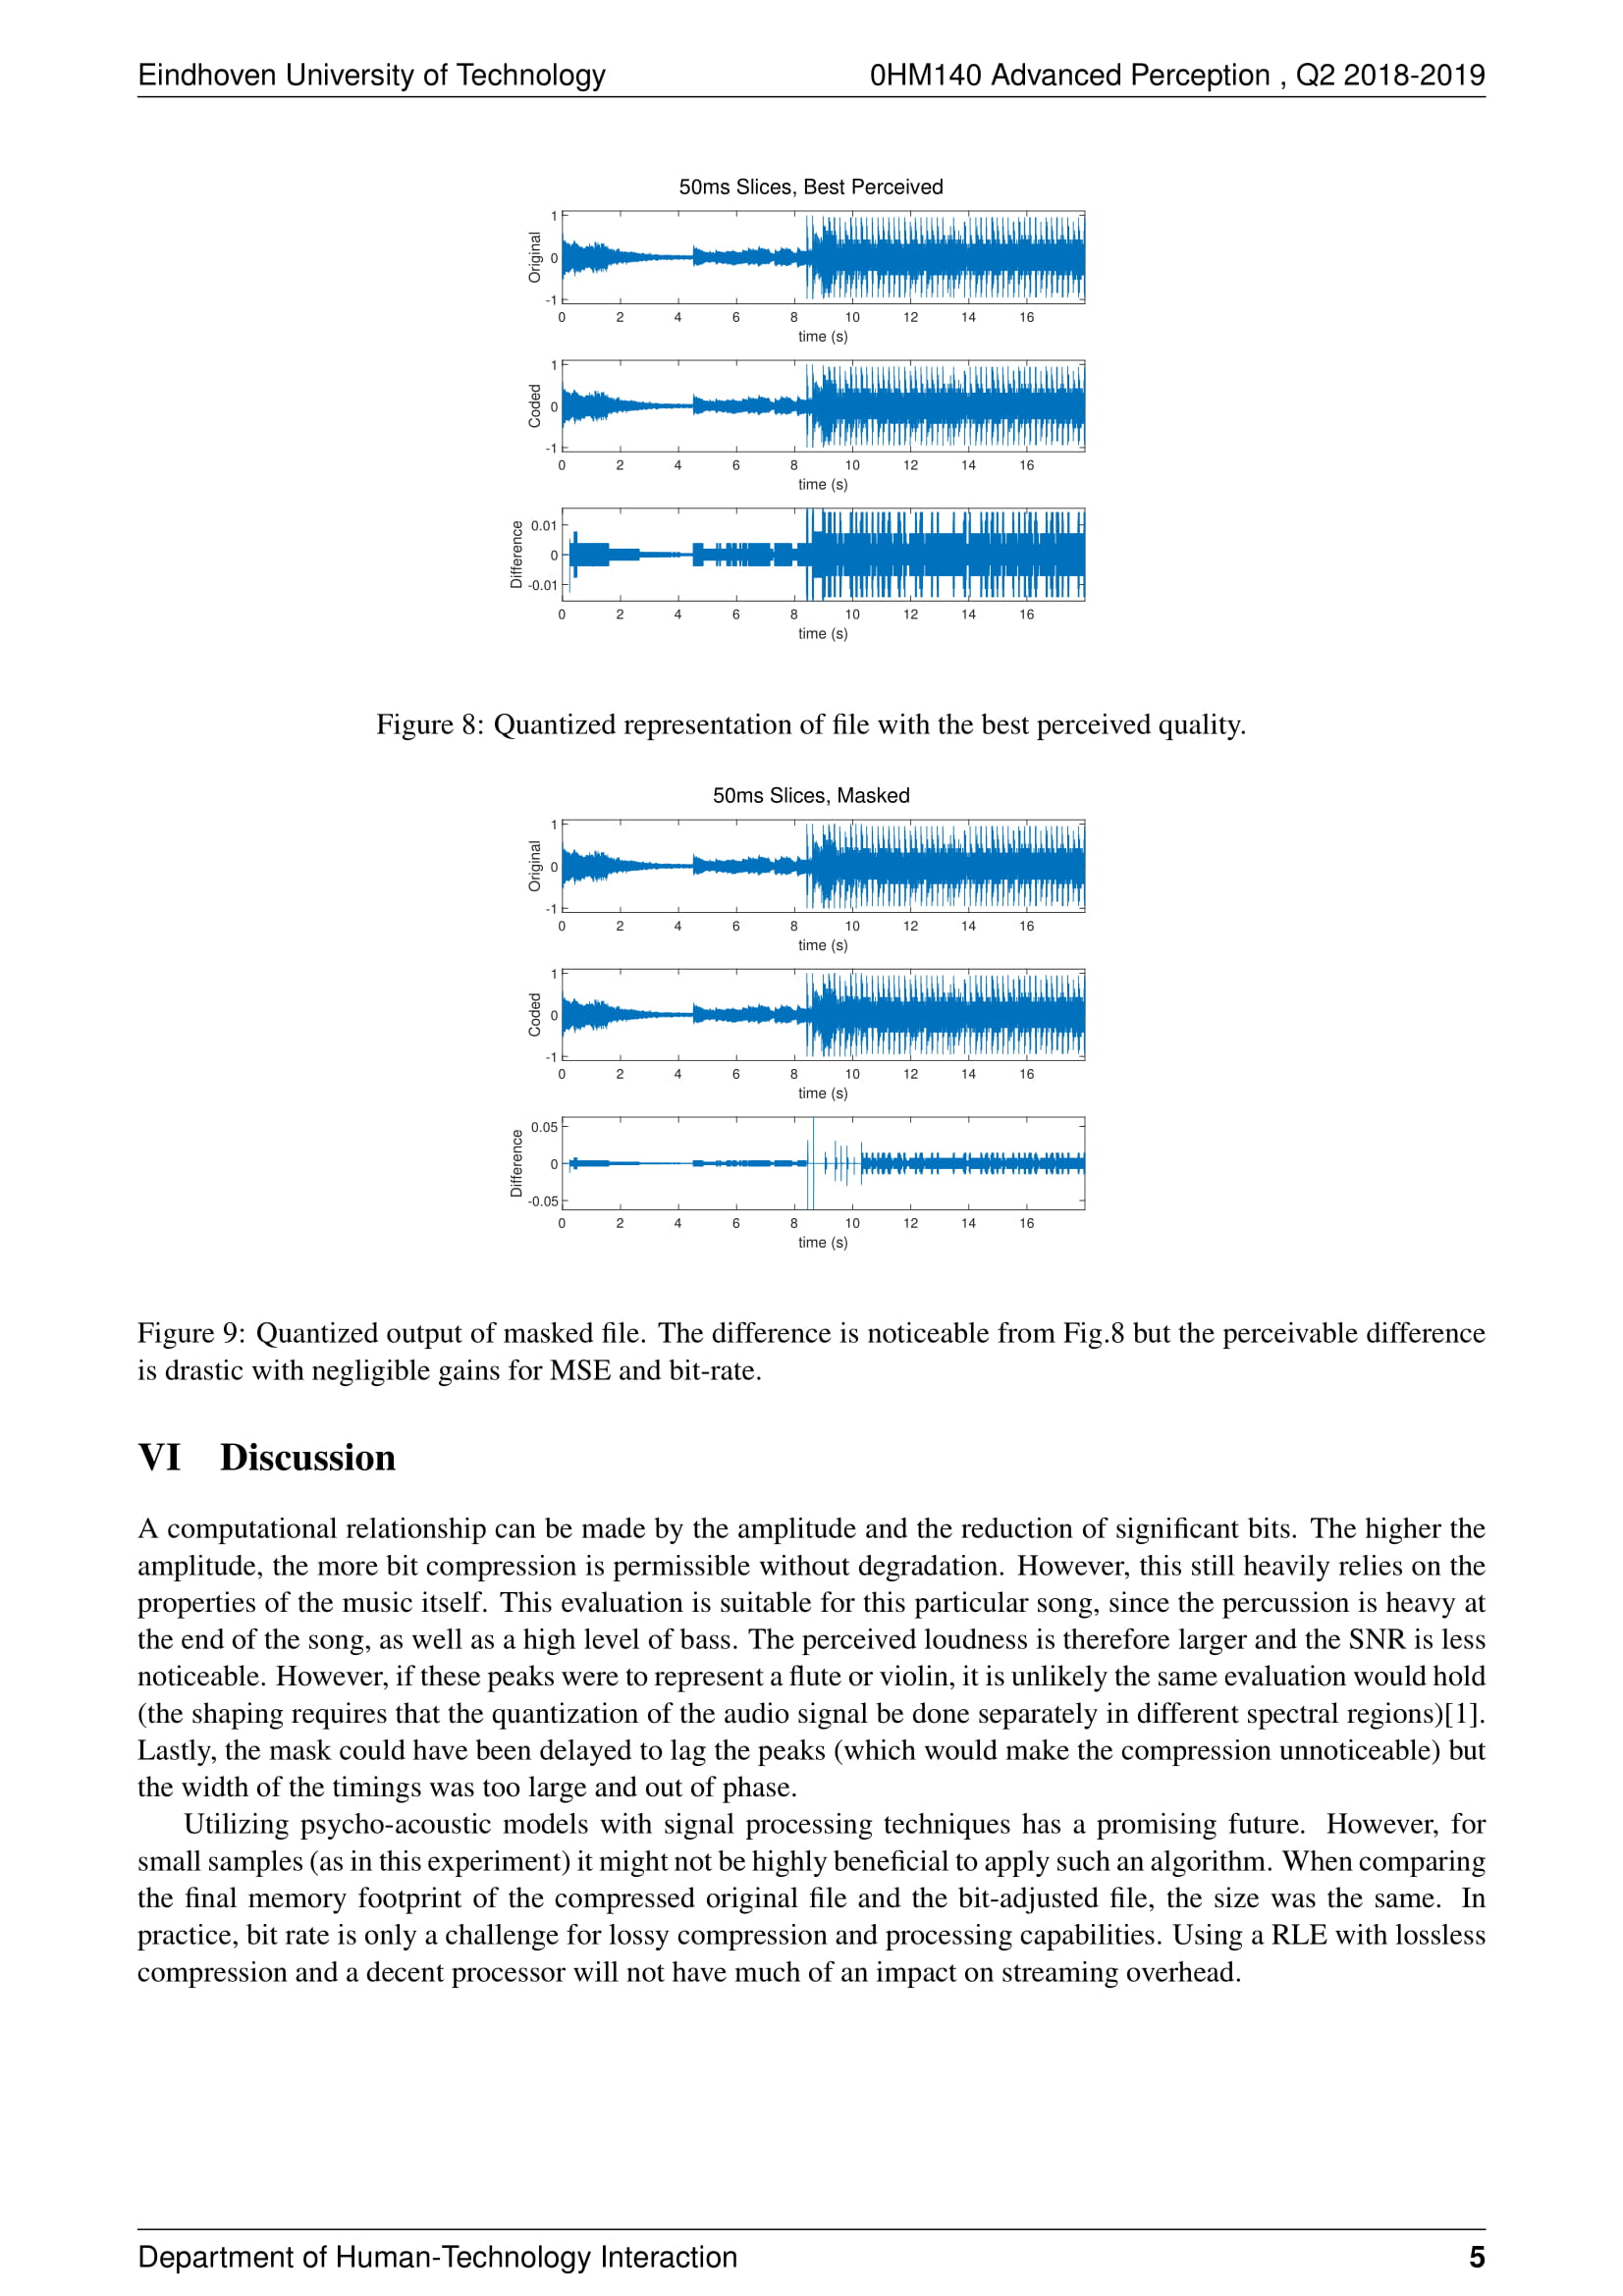 Eindhoven University of Technology 0HM140 Advanced Perception , Q2 2018-2019
50ms Slices, Best Perceived
Original
1
0
-1
0 2 4 6 8 10 12 14 16
time (s)
Coded
1
0
-1
0 2 4 6 8 10 12 14 16
time (s)
Difference
0.01
0
-0.01
0 2 4 6 8 10 12 14 16
time (s)
Figure 8: Quantized representation of file with the best perceived quality.
50ms Slices, Masked
Original
1
0
-1
0 2 4 6 8 10 12 14 16
time (s)
Coded
1
0
-1
0 2 4 6 8 10 12 14 16
time (s)
Difference
0.05
0
-0.05
0 2 4 6 8 10 12 14 16
time (s)
Figure 9: Quantized output of masked file. The difference is noticeable from Fig.8 but the perceivable difference
is drastic with negligible gains for MSE and bit-rate.
VI Discussion
A computational relationship can be made by the amplitude and the reduction of significant bits. The higher the
amplitude, the more bit compression is permissible without degradation. However, this still heavily relies on the
properties of the music itself. This evaluation is suitable for this particular song, since the percussion is heavy at
the end of the song, as well as a high level of bass. The perceived loudness is therefore larger and the SNR is less
noticeable. However, if these peaks were to represent a flute or violin, it is unlikely the same evaluation would hold
(the shaping requires that the quantization of the audio signal be done separately in different spectral regions)[1].
Lastly, the mask could have been delayed to lag the peaks (which would make the compression unnoticeable) but
the width of the timings was too large and out of phase.
Utilizing psycho-acoustic models with signal processing techniques has a promising future. However, for
small samples (as in this experiment) it might not be highly beneficial to apply such an algorithm. When comparing
the final memory footprint of the compressed original file and the bit-adjusted file, the size was the same. In
practice, bit rate is only a challenge for lossy compression and processing capabilities. Using a RLE with lossless
compression and a decent processor will not have much of an impact on streaming overhead.
Department of Human-Technology Interaction 5